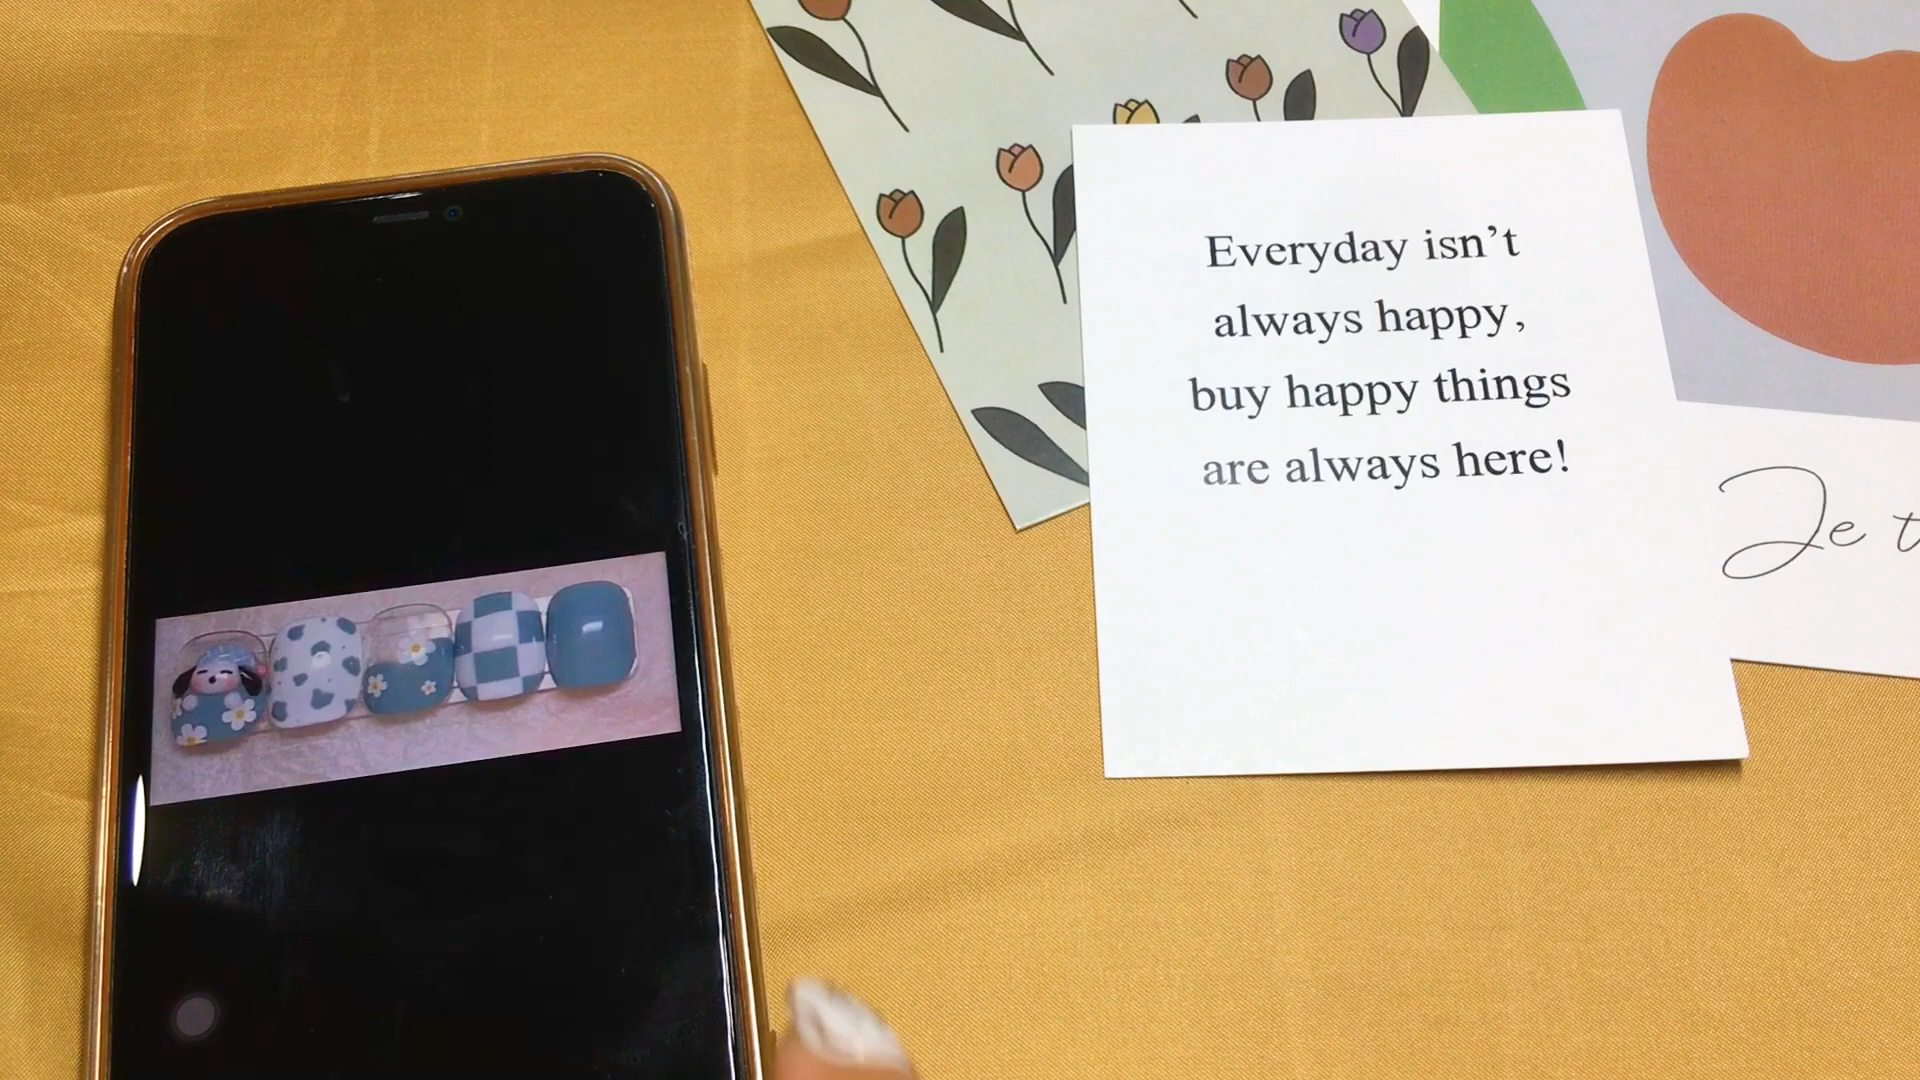 Everyday isn't
always happy,
buy happy things
are always here!
Je